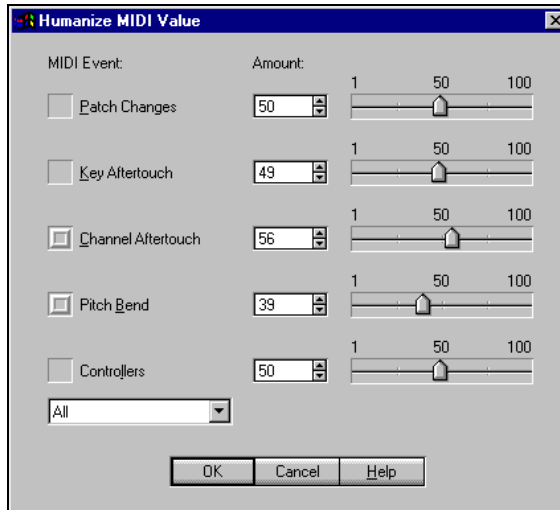 Humanize MIDI Value
MIDI Event: Amount:
1 50 100
Patch Changes 50
1 50 100
Key Aftertouch 49
1 50 100
Channel Aftertouch 56
1 50 100
Pitch Bend 39
1 50 100
Controllers 50
All
OK Cancel Help